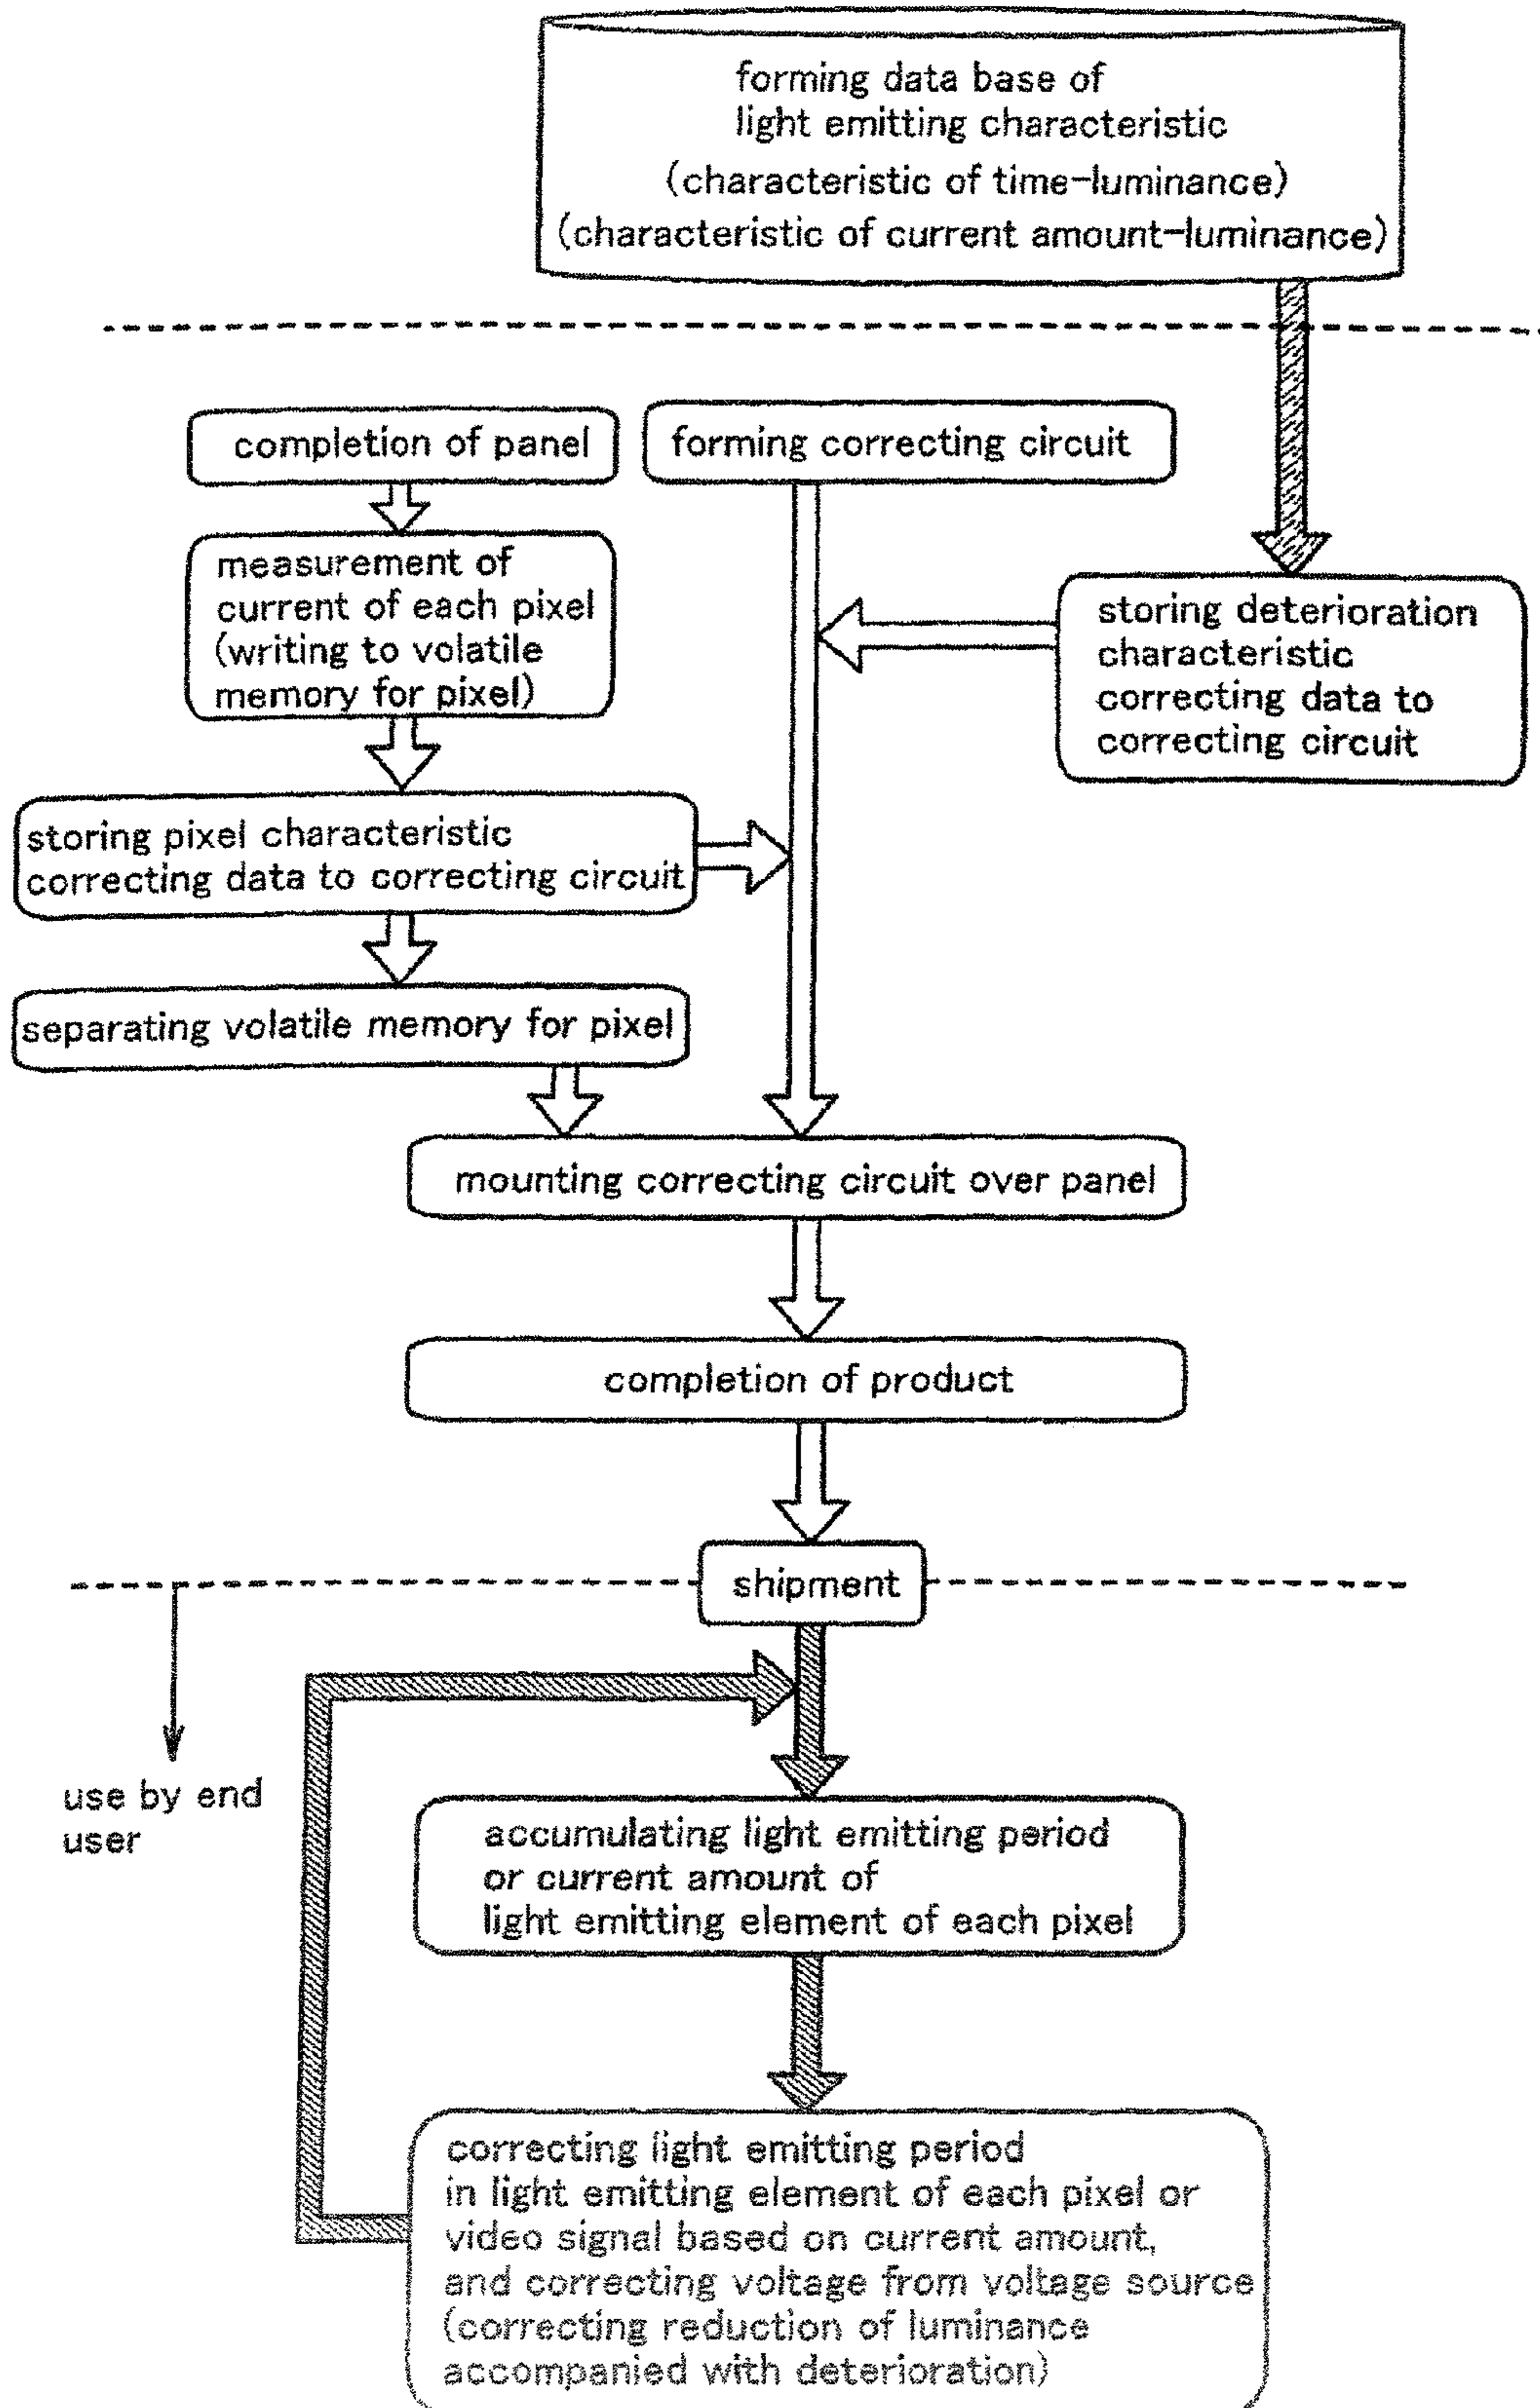 forming data base of
light emitting characteristic
(characteristic of time-luminance)
(characteristic of current amount-luminance)
completion of panel
forming correcting circuit
measurement of
current of each pixel
(writing to volatile
memory for pixel)
storing deterioration
characteristic
correcting data to
correcting circuit
storing pixel characteristic
correcting data to correcting circuit
separating volatile memory for pixel
mounting correcting circuit over panel
completion of product
shipment
use by end
user
accumulating light emitting period
or current amount of
light emitting element of each pixel
correcting light emitting period
in light emitting element of each pixel or
video signal based on current amount,
and correcting voltage from voltage source
(correcting reduction of luminance
accompanied with deterioration)